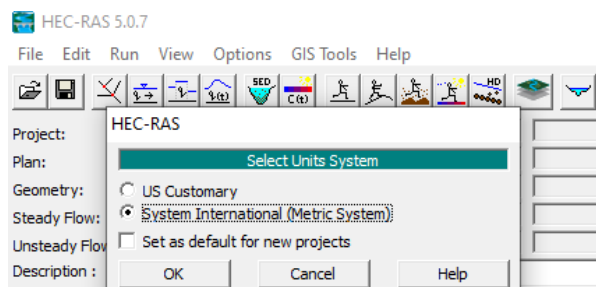 HEC-RAS 5.0.7
File Edit Run View Options GIS Tools Help
SED C(t) Q(t) HD
HEC-RAS
Project:
Select Units System
Plan:
US Customary
Geometry:
System International (Metric System)
Steady Flow:
Set as default for new projects
Unsteady Flow
Description :
OK Cancel Help